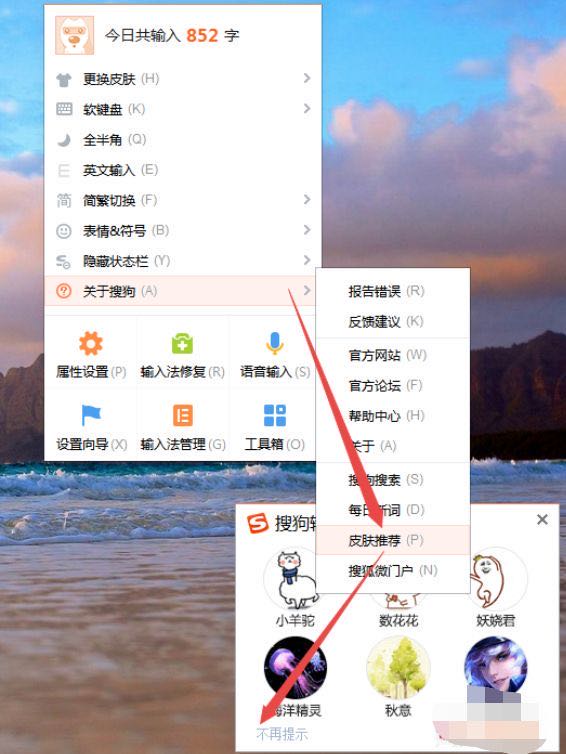 今日共输入 852 字
更换皮肤 (H)
软键盘 (K)
全半角 (Q)
英文输入 (E)
简繁切换 (F)
表情&符号 (B)
隐藏状态栏 (Y)
关于搜狗 (A)
属性设置 (P) 输入法修复 (R) 语音输入 (S)
设置向导 (X) 输入法管理 (G) 工具箱 (O)
报告错误 (R)
反馈建议 (K)
官方网站 (W)
官方论坛 (F)
帮助中心 (H)
关于 (A)
搜狗搜索 (S)
每日新词 (D)
皮肤推荐 (P)
搜狐微门户 (N)
搜狗
小羊驼 数花花 妖娆君
海洋精灵 秋意
不再提示